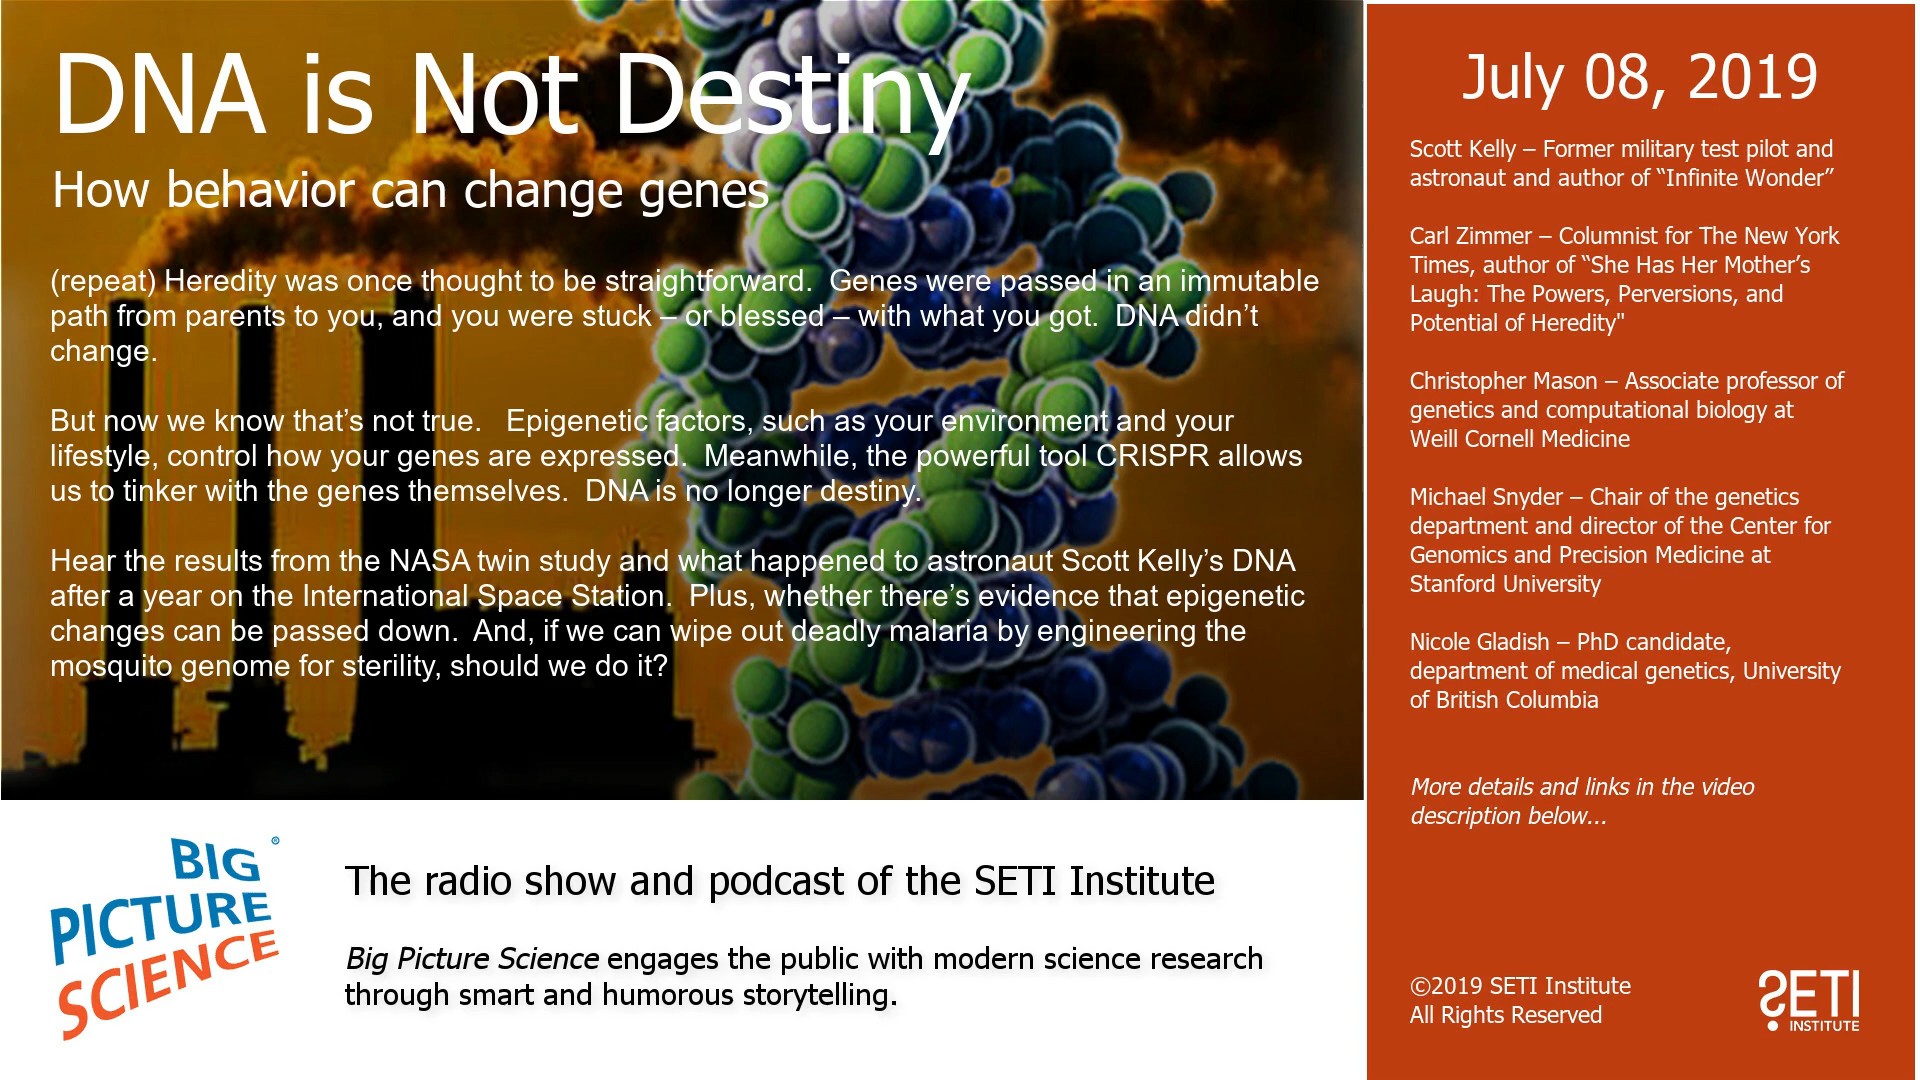 DNA is Not Destiny
How behavior can change genes
(repeat) Heredity was once thought to be straightforward.  Genes were passed in an immutable
path from parents to you, and you were stuck – or blessed – with what you got.  DNA didn’t
change.
But now we know that’s not true.   Epigenetic factors, such as your environment and your
lifestyle, control how your genes are expressed.  Meanwhile, the powerful tool CRISPR allows
us to tinker with the genes themselves.  DNA is no longer destiny.
Hear the results from the NASA twin study and what happened to astronaut Scott Kelly’s DNA
after a year on the International Space Station.  Plus, whether there’s evidence that epigenetic
changes can be passed down.  And, if we can wipe out deadly malaria by engineering the
mosquito genome for sterility, should we do it?
July 08, 2019
Scott Kelly – Former military test pilot and
astronaut and author of “Infinite Wonder”
Carl Zimmer – Columnist for The New York
Times, author of “She Has Her Mother’s
Laugh: The Powers, Perversions, and
Potential of Heredity"
Christopher Mason – Associate professor of
genetics and computational biology at
Weill Cornell Medicine
Michael Snyder – Chair of the genetics
department and director of the Center for
Genomics and Precision Medicine at
Stanford University
Nicole Gladish – PhD candidate,
department of medical genetics, University
of British Columbia
More details and links in the video
description below...
BIG ®
PICTURE
SCIENCE
The radio show and podcast of the SETI Institute
Big Picture Science engages the public with modern science research
through smart and humorous storytelling.
©2019 SETI Institute
All Rights Reserved
SETI
INSTITUTE